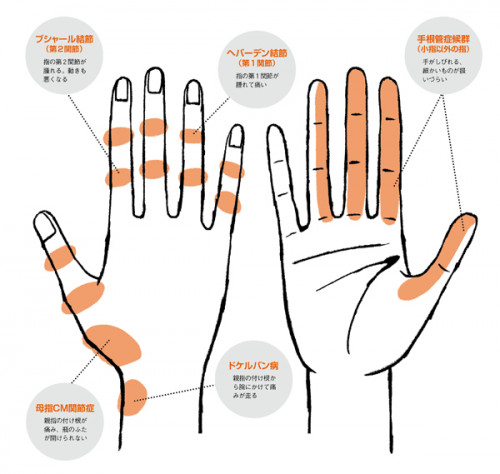 ブシャール結節
(第2関節)
指の第2関節が
腫れる。動きも
悪くなる
ヘバーデン結節
(第1関節)
指の第1関節が
腫れて痛い
手根管症候群
(小指以外の指)
手がしびれる、
細かいものが扱
いづらい
母指CM関節症
親指の付け根が
痛み、瓶のふた
が開けられない
ドケルバン病
親指の付け根か
ら腕にかけて痛
みが走る